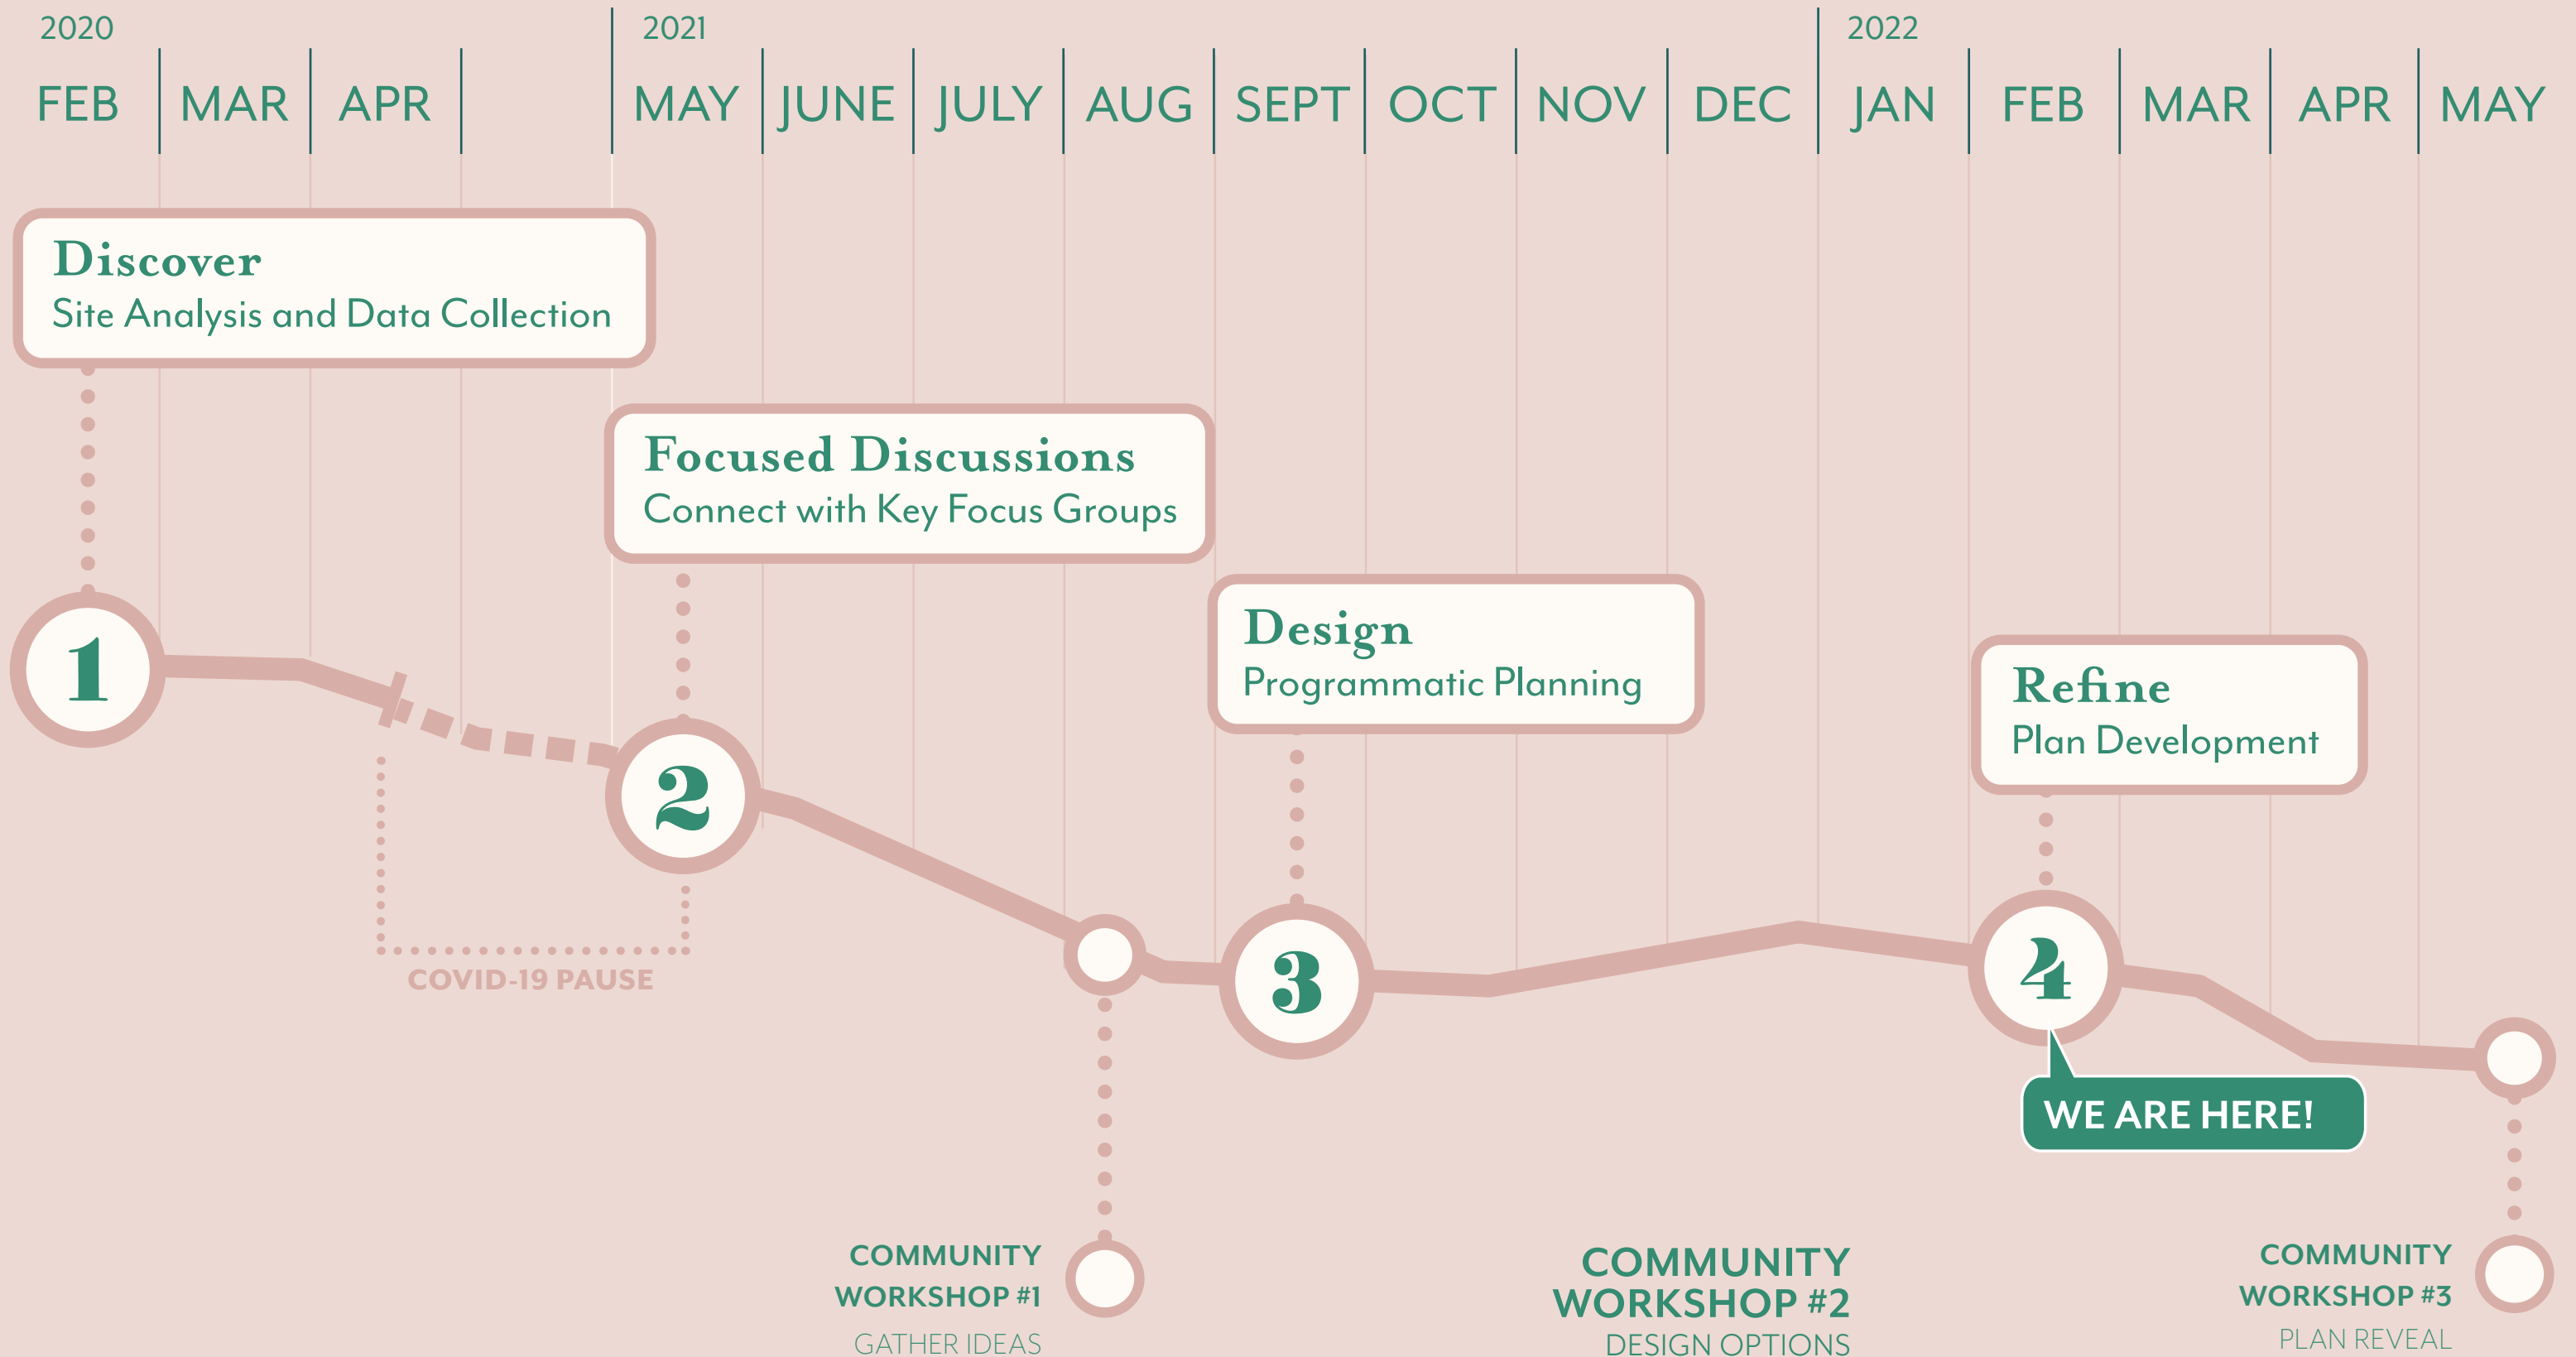 2020 2021 2022
FEB MAR APR MAY JUNE JULY AUG SEPT OCT NOV DEC JAN FEB MAR APR MAY
Discover
Site Analysis and Data Collection
Focused Discussions
Connect with Key Focus Groups
Design
Programmatic Planning
Refine
Plan Development
1
2
3
4
COVID-19 PAUSE
WE ARE HERE!
COMMUNITY
WORKSHOP #1
GATHER IDEAS
COMMUNITY
WORKSHOP #2
DESIGN OPTIONS
COMMUNITY
WORKSHOP #3
PLAN REVEAL